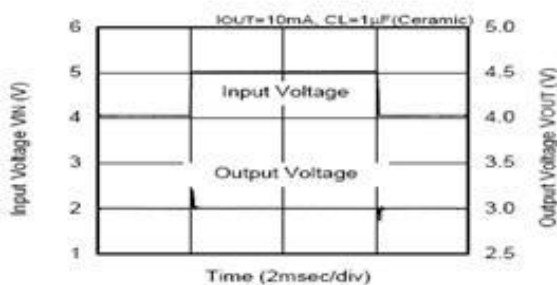 IOUT=10mA, CL=1μF(Ceramic)
6
5
4
3
2
1
5.0
4.5
4.0
3.5
3.0
2.5
Input Voltage VIN (V)
Output Voltage VOUT (V)
Input Voltage
Output Voltage
Time (2msec/div)